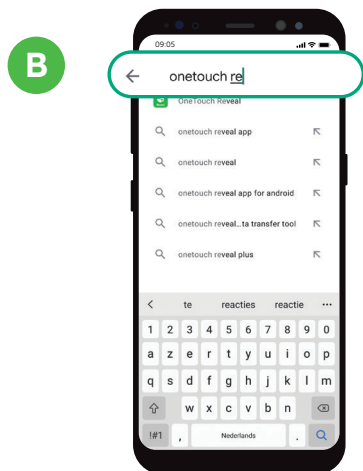 B
09:05
onetouch re
OneTouch Reveal
onetouch reveal app
onetouch reveal
onetouch reveal app for android
onetouch reveal...ta transfer tool
onetouch reveal plus
te reacties reactie ...
1 2 3 4 5 6 7 8 9 0
a z e r t y u i o p
q s d f g h j k l m
w x c v b n
!#1 , Nederlands .